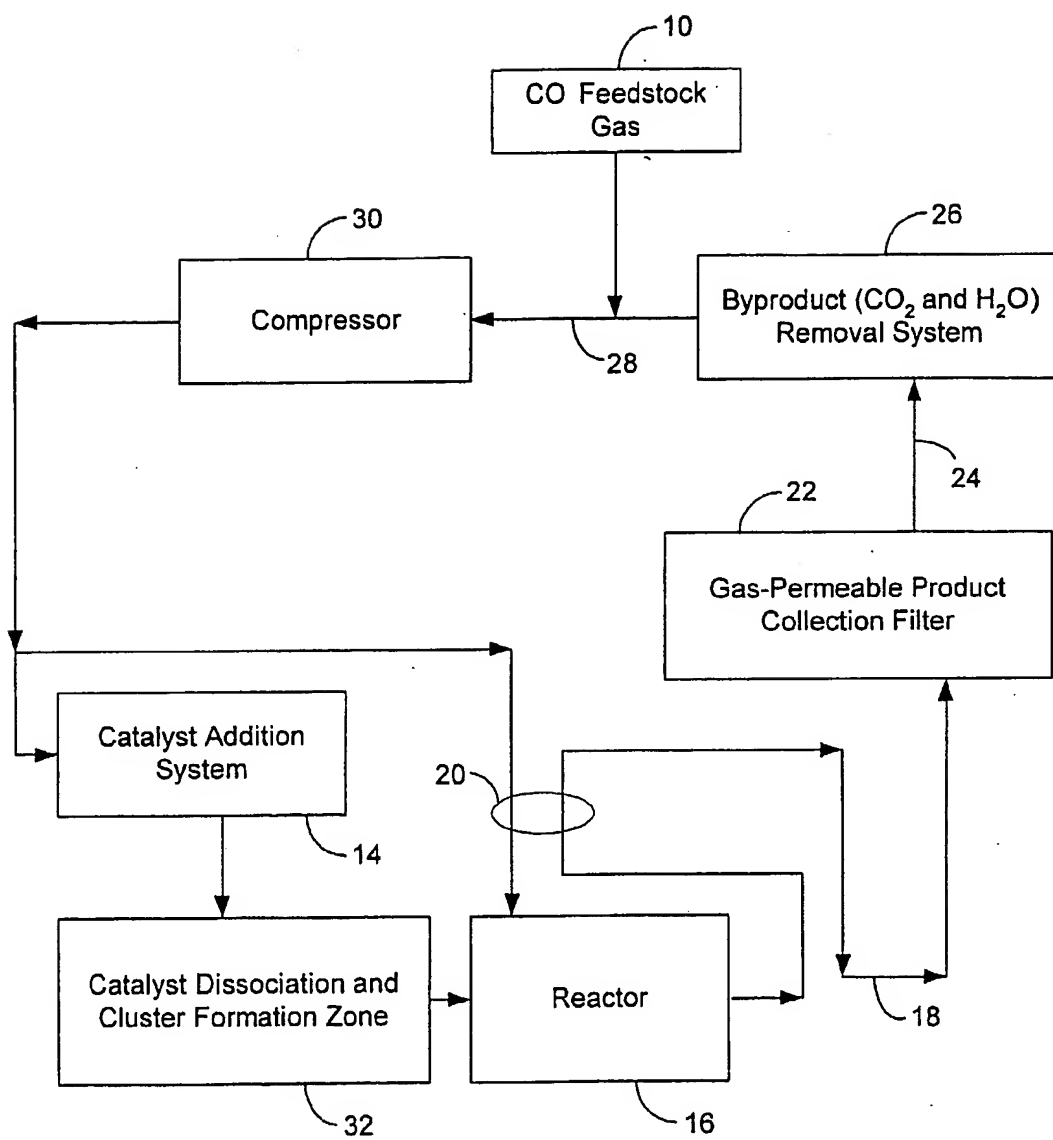 10
CO Feedstock
Gas
30
26
Compressor
Byproduct (CO₂ and H₂O)
Removal System
28
24
22
Gas-Permeable Product
Collection Filter
Catalyst Addition
System
20
14
Catalyst Dissociation and
Cluster Formation Zone
Reactor
18
32
16